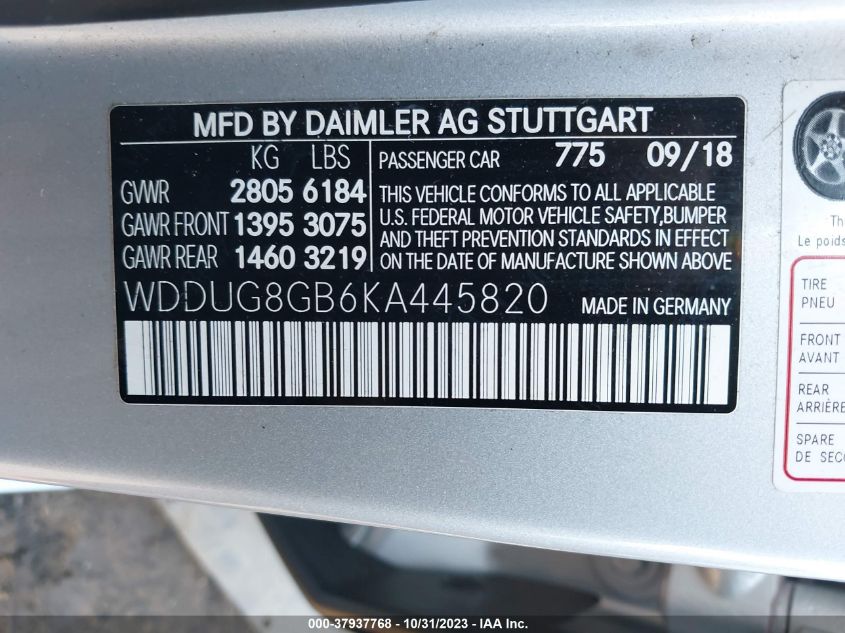 MFD BY DAIMLER AG STUTTGART
KG LBS
GVWR 2805 6184
GAWR FRONT 1395 3075
GAWR REAR 1460 3219
PASSENGER CAR 775 09/18
THIS VEHICLE CONFORMS TO ALL APPLICABLE
U.S. FEDERAL MOTOR VEHICLE SAFETY,BUMPER
AND THEFT PREVENTION STANDARDS IN EFFECT
ON THE DATE OF MANUFACTURE SHOWN ABOVE
WDDUG8GB6KA445820 MADE IN GERMANY
Le poids
TIRE
PNEU
FRONT
AVANT
REAR
ARRIÈRE
SPARE
000-37937768 - 10/31/2023 - IAA Inc.